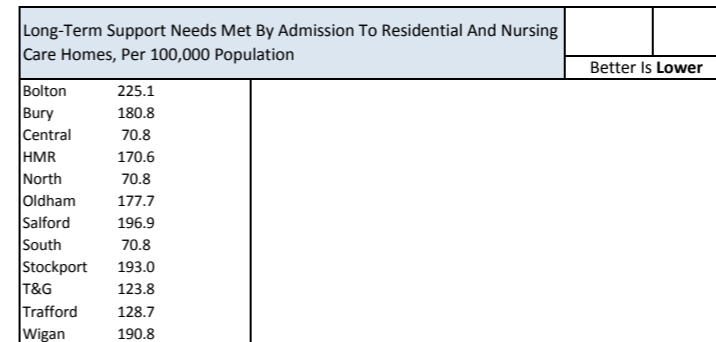 Long-Term Support Needs Met By Admission To Residential And Nursing
Care Homes, Per 100,000 Population
Better Is Lower
Bolton 225.1
Bury 180.8
Central 70.8
HMR 170.6
North 70.8
Oldham 177.7
Salford 196.9
South 70.8
Stockport 193.0
T&G 123.8
Trafford 128.7
Wigan 190.8